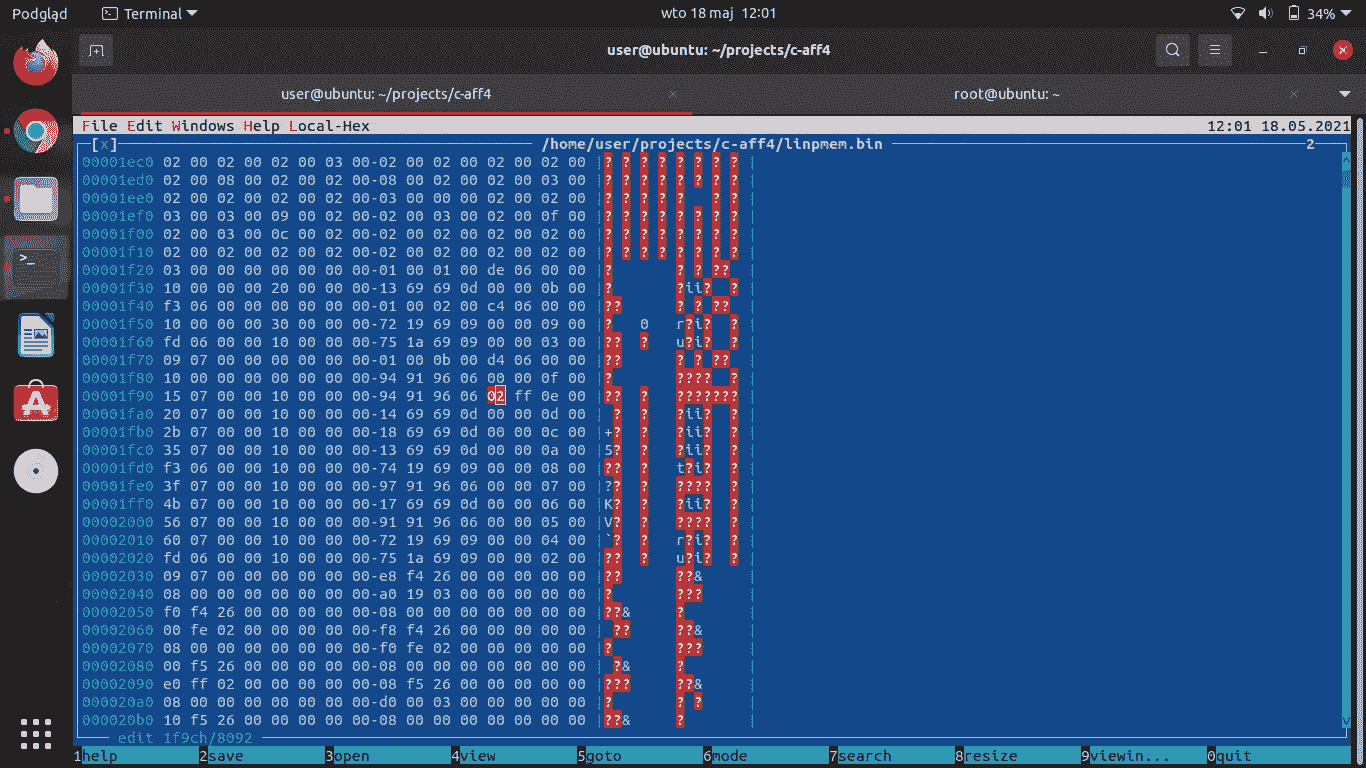 Podgląd Terminal wto 18 maj 12:01 34%
user@ubuntu: ~/projects/c-aff4
user@ubuntu: ~/projects/c-aff4 × root@ubuntu: ~ ×
File Edit Windows Help Local-Hex 12:01 18.05.2021
[x] /home/user/projects/c-aff4/linpmem.bin 2
00001ec0 02 00 02 00 02 00 03 00-02 00 02 00 02 00 02 00 |? ? ? ? ? ? ? ? |
00001ed0 02 00 08 00 02 00 02 00-08 00 02 00 02 00 03 00 |? ? ? ? ? ? ? ? |
00001ee0 02 00 02 00 02 00 02 00-03 00 00 00 02 00 02 00 |? ? ? ? ?   ? ? |
00001ef0 03 00 03 00 09 00 02 00-02 00 03 00 02 00 0f 00 |? ? ? ? ? ? ? ? |
00001f00 02 00 03 00 0c 00 02 00-02 00 02 00 02 00 02 00 |? ? ? ? ? ? ? ? |
00001f10 02 00 02 00 02 00 02 00-02 00 02 00 02 00 02 00 |? ? ? ? ? ? ? ? |
00001f20 03 00 00 00 00 00 00 00-01 00 01 00 de 06 00 00 |?       ? ? ??  |
00001f30 10 00 00 00 20 00 00 00-13 69 69 0d 00 00 0b 00 |?       ?ii?  ? |
00001f40 f3 06 00 00 00 00 00 00-01 00 02 00 c4 06 00 00 |??      ? ? ??  |
00001f50 10 00 00 00 30 00 00 00-72 19 69 09 00 00 09 00 |?   0   r?i?  ? |
00001f60 fd 06 00 00 10 00 00 00-75 1a 69 09 00 00 03 00 |??  ?   u?i?  ? |
00001f70 09 07 00 00 00 00 00 00-01 00 0b 00 d4 06 00 00 |??      ? ? ??  |
00001f80 10 00 00 00 00 00 00 00-94 91 96 06 00 00 0f 00 |?       ????  ? |
00001f90 15 07 00 00 10 00 00 00-94 91 96 06 02 ff 0e 00 |??  ?   ??????? |
00001fa0 20 07 00 00 10 00 00 00-14 69 69 0d 00 00 0d 00 | ?  ?   ?ii?  ? |
00001fb0 2b 07 00 00 10 00 00 00-18 69 69 0d 00 00 0c 00 |+?  ?   ?ii?  ? |
00001fc0 35 07 00 00 10 00 00 00-13 69 69 0d 00 00 0a 00 |5?  ?   ?ii?  ? |
00001fd0 f3 06 00 00 10 00 00 00-74 19 69 09 00 00 08 00 |??  ?   t?i?  ? |
00001fe0 3f 07 00 00 10 00 00 00-97 91 96 06 00 00 07 00 |??  ?   ????  ? |
00001ff0 4b 07 00 00 10 00 00 00-17 69 69 0d 00 00 06 00 |K?  ?   ?ii?  ? |
00002000 56 07 00 00 10 00 00 00-91 91 96 06 00 00 05 00 |V?  ?   ????  ? |
00002010 60 07 00 00 10 00 00 00-72 19 69 09 00 00 04 00 |`?  ?   r?i?  ? |
00002020 fd 06 00 00 10 00 00 00-75 1a 69 09 00 00 02 00 |??  ?   u?i?  ? |
00002030 09 07 00 00 00 00 00 00-e8 f4 26 00 00 00 00 00 |??      ??&     |
00002040 08 00 00 00 00 00 00 00-a0 19 03 00 00 00 00 00 |?       ???     |
00002050 f0 f4 26 00 00 00 00 00-08 00 00 00 00 00 00 00 |??&     ?       |
00002060 00 fe 02 00 00 00 00 00-f8 f4 26 00 00 00 00 00 | ??     ??&     |
00002070 08 00 00 00 00 00 00 00-f0 fe 02 00 00 00 00 00 |?       ???     |
00002080 00 f5 26 00 00 00 00 00-08 00 00 00 00 00 00 00 | ?&     ?       |
00002090 e0 ff 02 00 00 00 00 00-08 f5 26 00 00 00 00 00 |???     ??&     |
000020a0 08 00 00 00 00 00 00 00-d0 00 03 00 00 00 00 00 |?       ? ?     |
000020b0 10 f5 26 00 00 00 00 00-08 00 00 00 00 00 00 00 |??&     ?       |
edit 1f9ch/8092
1help 2save 3open 4view 5goto 6mode 7search 8resize 9viewin... 0quit